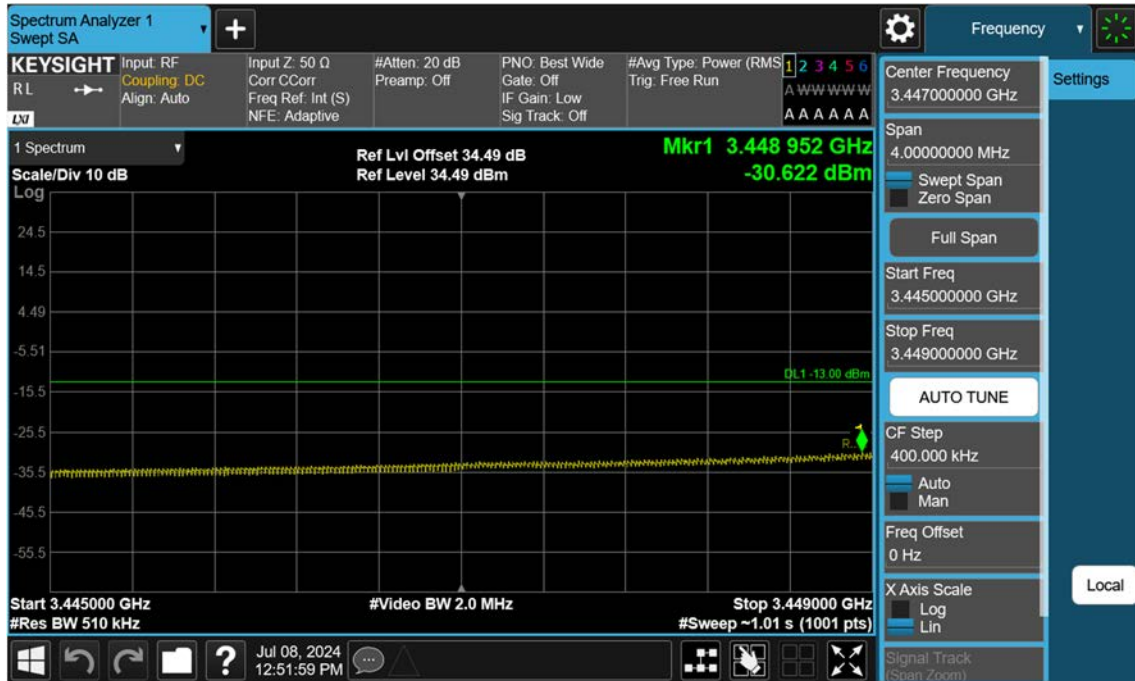 Spectrum Analyzer 1
Swept SA
Frequency
KEYSIGHT
R L
LXI
Input: RF
Coupling: DC
Align: Auto
Input Z: 50 Ω
Corr CCorr
Freq Ref: Int (S)
NFE: Adaptive
#Atten: 20 dB
Preamp: Off
PNO: Best Wide
Gate: Off
IF Gain: Low
Sig Track: Off
#Avg Type: Power (RMS
Trig: Free Run
1 2 3 4 5 6
A W W W W W
A A A A A A
1 Spectrum
Scale/Div 10 dB
Ref Lvl Offset 34.49 dB
Ref Level 34.49 dBm
Mkr1 3.448 952 GHz
-30.622 dBm
Log
24.5
14.5
4.49
-5.51
-15.5
-25.5
-35.5
-45.5
-55.5
DL1 -13.00 dBm
R...
Start 3.445000 GHz
#Res BW 510 kHz
#Video BW 2.0 MHz
Stop 3.449000 GHz
#Sweep ~1.01 s (1001 pts)
Jul 08, 2024
12:51:59 PM
?
Center Frequency
3.447000000 GHz
Span
4.00000000 MHz
Swept Span
Zero Span
Full Span
Start Freq
3.445000000 GHz
Stop Freq
3.449000000 GHz
AUTO TUNE
CF Step
400.000 kHz
Auto
Man
Freq Offset
0 Hz
X Axis Scale
Log
Lin
Signal Track
(Span Zoom)
Settings
Local